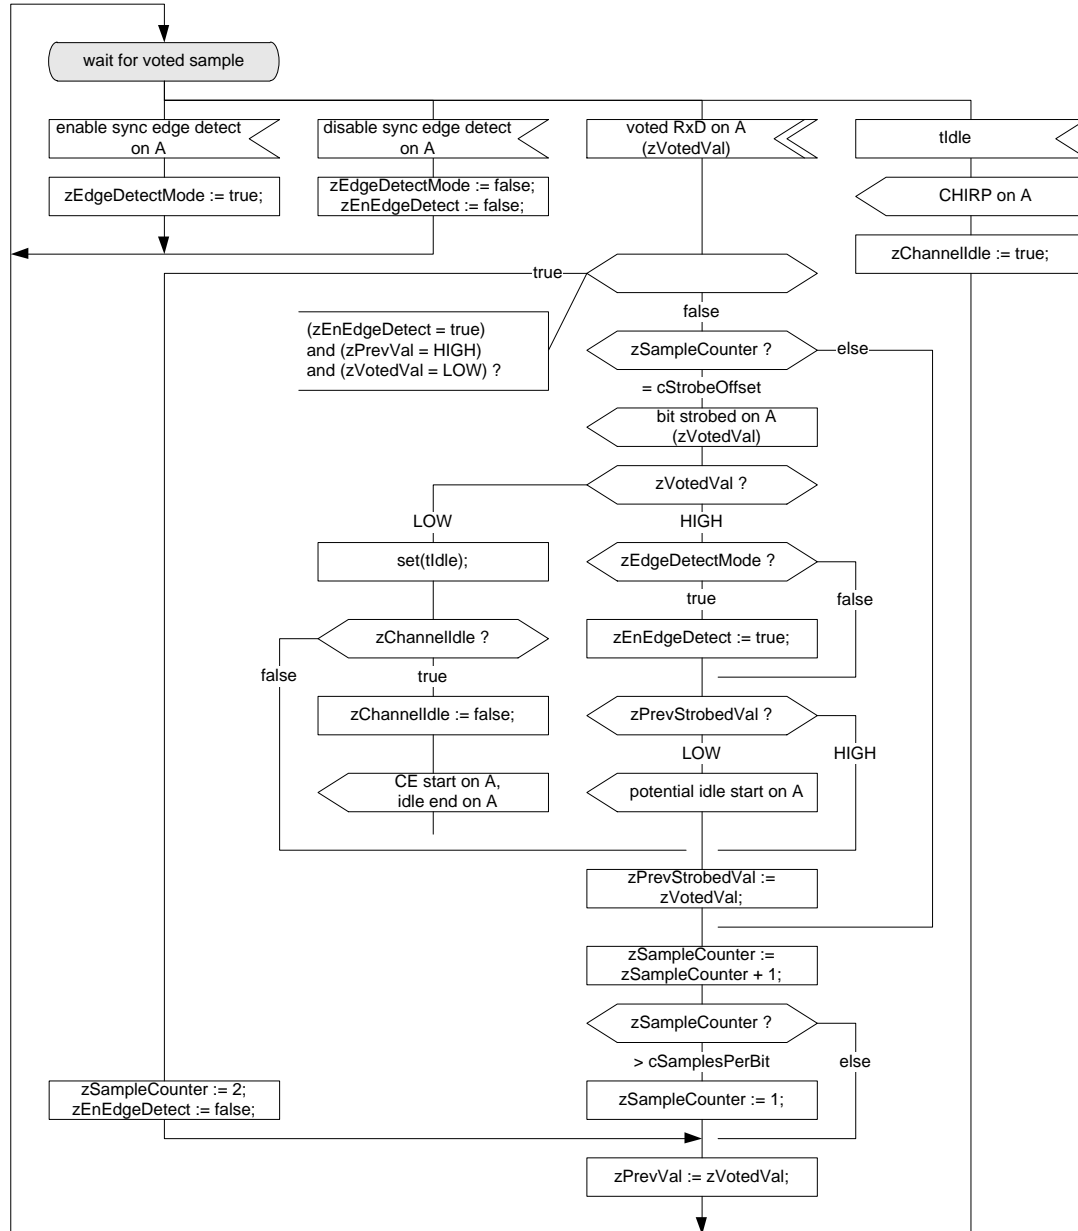 wait for voted sample
enable sync edge detect
on A
disable sync edge detect
on A
voted RxD on A
(zVotedVal)
tIdle
zEdgeDetectMode := true;
zEdgeDetectMode := false;
zEnEdgeDetect := false;
CHIRP on A
zChannelIdle := true;
true
false
(zEnEdgeDetect = true)
and (zPrevVal = HIGH)
and (zVotedVal = LOW) ?
zSampleCounter ?
else
= cStrobeOffset
bit strobed on A
(zVotedVal)
zVotedVal ?
LOW
HIGH
set(tIdle);
zEdgeDetectMode ?
true
false
zChannelIdle ?
zEnEdgeDetect := true;
false
true
zChannelIdle := false;
zPrevStrobedVal ?
LOW
HIGH
CE start on A,
idle end on A
potential idle start on A
zPrevStrobedVal :=
zVotedVal;
zSampleCounter :=
zSampleCounter + 1;
zSampleCounter ?
> cSamplesPerBit
else
zSampleCounter := 2;
zEnEdgeDetect := false;
zSampleCounter := 1;
zPrevVal := zVotedVal;